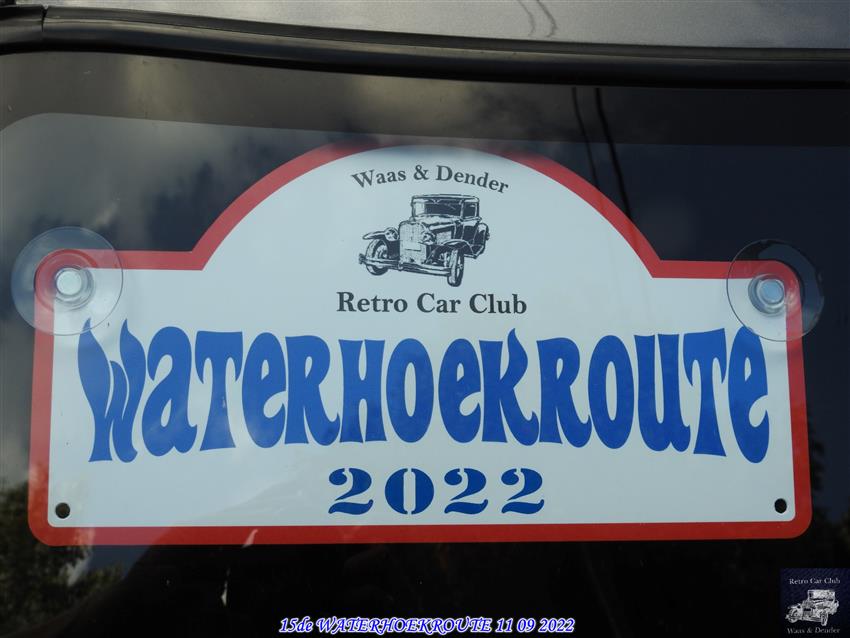 Waas & Dender
Retro Car Club
WATERHOEKROUTE
2022
Retro Car Club
Waas & Dender
15de WATERHOEKROUTE 11 09 2022